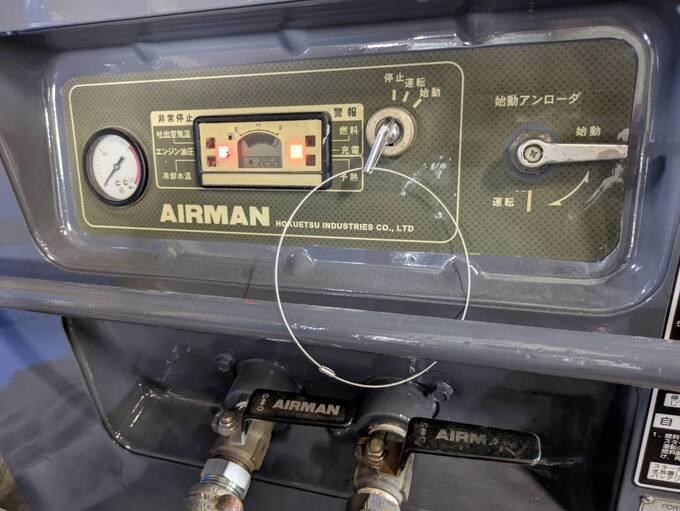 停止
運転
始動
非常停止
警報
吐出空気温
エンジン油圧
冷却水温
E
F
燃料
充電
予熱
AIRMAN
HOKUETSU INDUSTRIES CO., LTD
始動アンローダ
始動
運転
AIRMAN
AIRM
自